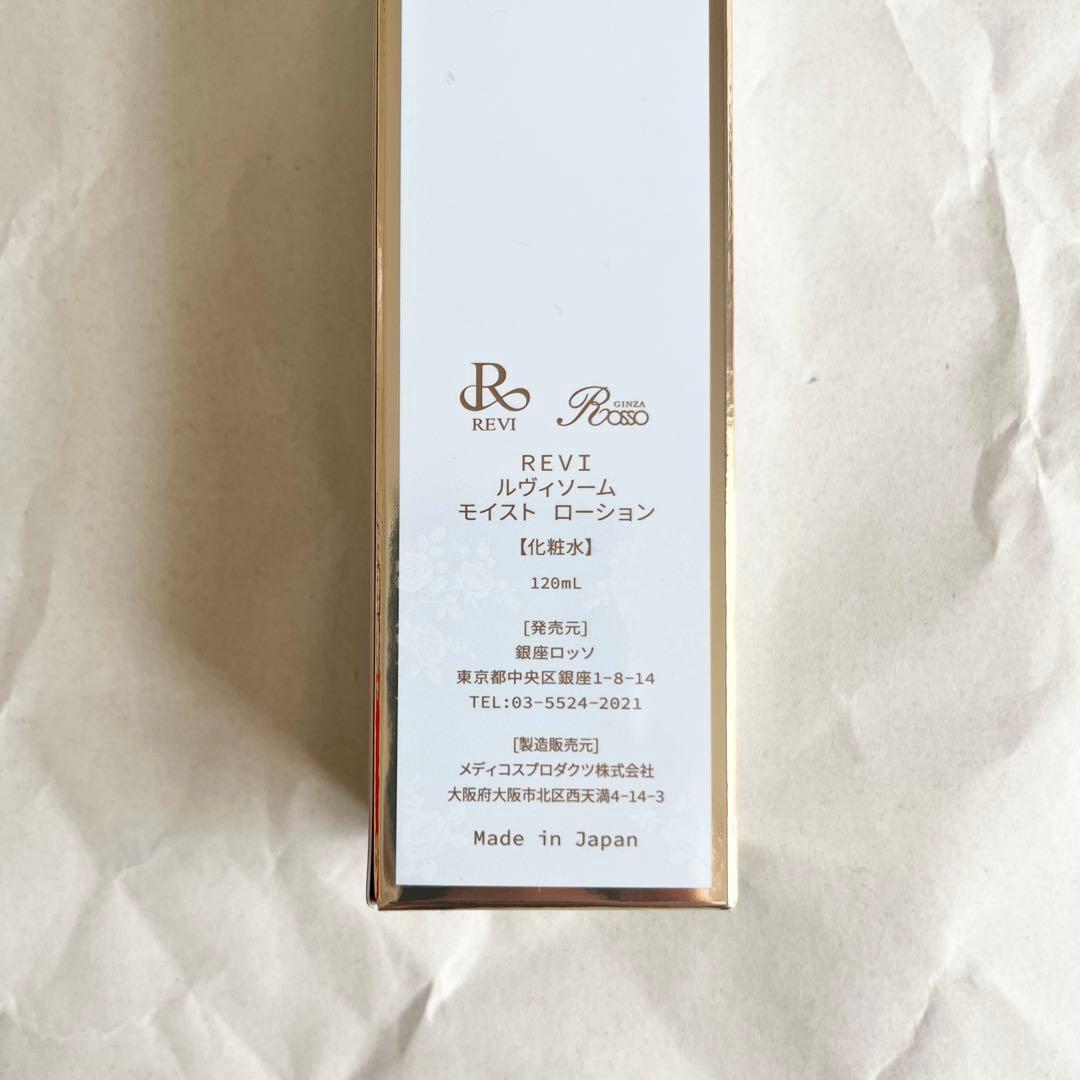 R
REVI
GINZA
Rosso
REVI
ルヴィソーム
モイスト ローション
【化粧水】
120mL
[発売元]
銀座ロッソ
東京都中央区銀座1-8-14
TEL:03-5524-2021
[製造販売元]
メディコスプロダクツ株式会社
大阪府大阪市北区西天満4-14-3
Made in Japan